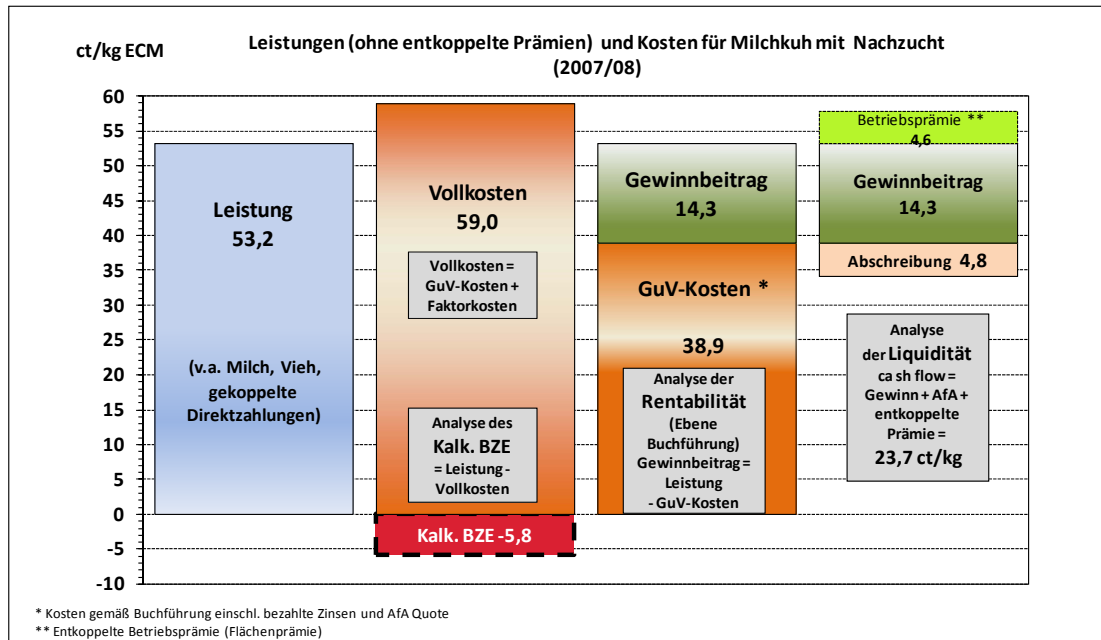 ct/kg ECM
Leistungen (ohne entkoppelte Prämien) und Kosten für Milchkuh mit Nachzucht
(2007/08)
60
55
50
45
40
35
30
25
20
15
10
5
0
-5
-10
Leistung
53,2
(v.a. Milch, Vieh,
gekoppelte
Direktzahlungen)
Vollkosten
59,0
Vollkosten =
GuV-Kosten +
Faktorkosten
Analyse des
Kalk. BZE
= Leistung -
Vollkosten
Kalk. BZE -5,8
Gewinnbeitrag
14,3
GuV-Kosten *
38,9
Analyse der
Rentabilität
(Ebene
Buchführung)
Gewinnbeitrag =
Leistung
- GuV-Kosten
Betriebsprämie **
4,6
Gewinnbeitrag
14,3
Abschreibung 4,8
Analyse
der Liquidität
cash flow =
Gewinn + AfA +
entkoppelte
Prämie =
23,7 ct/kg
* Kosten gemäß Buchführung einschl. bezahlte Zinsen und AfA Quote
** Entkoppelte Betriebsprämie (Flächenprämie)